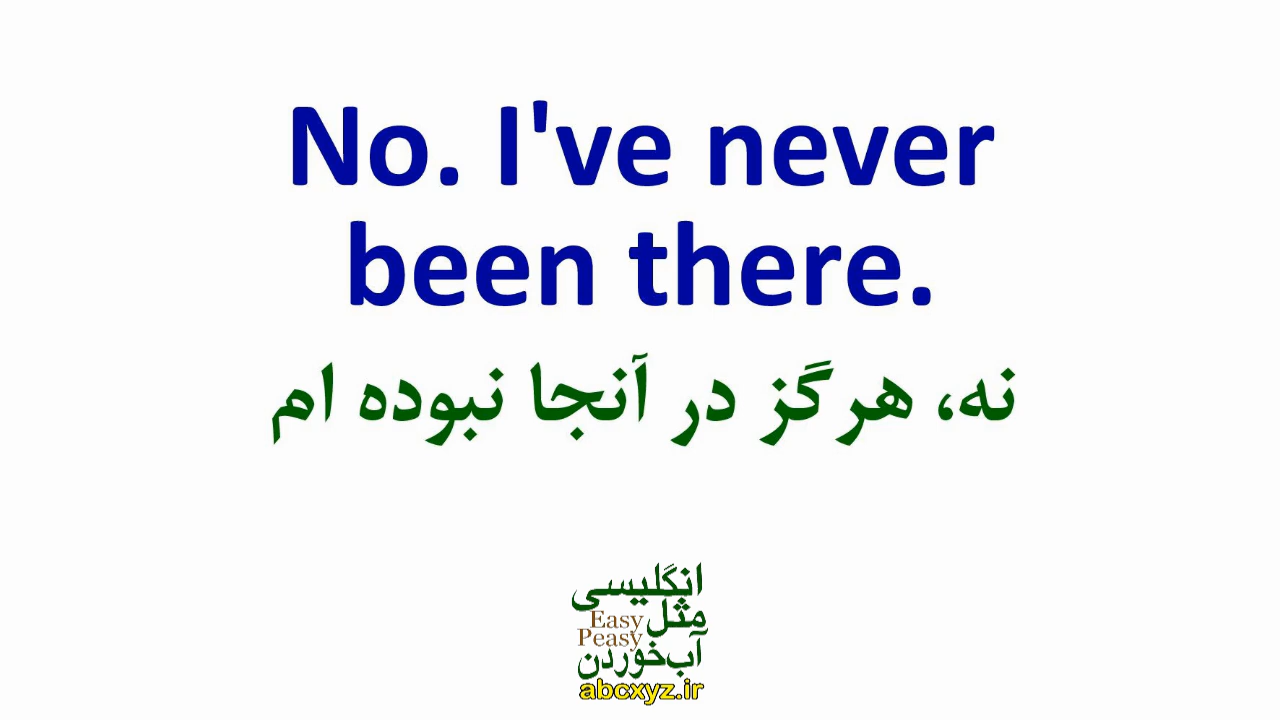 No. I've never
been there.
نه، هرگز در آنجا نبوده ام
انگلیسی
مثل
Easy
Peasy
آب‌خوردن
abcxyz.ir